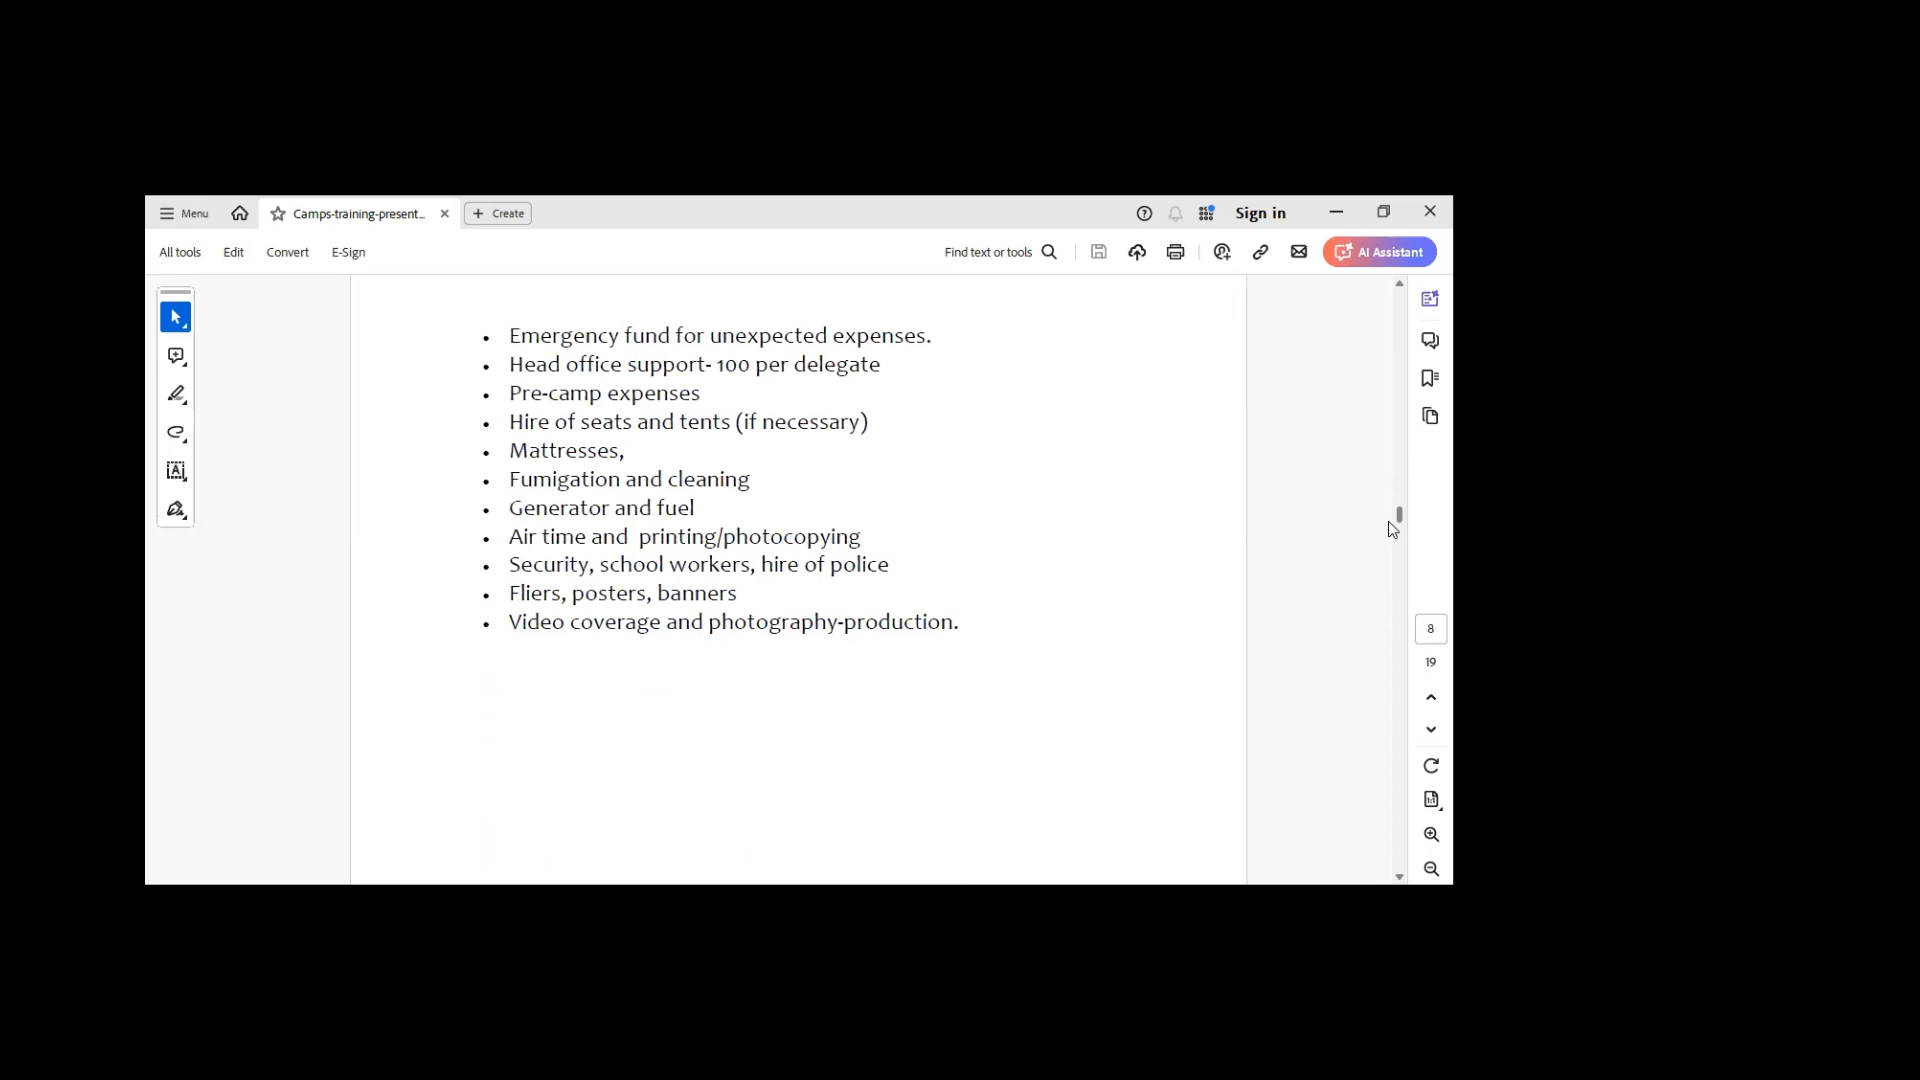 Menu
Camps-training-present...
Create
Sign in
All tools
Edit
Convert
E-Sign
Find text or tools
AI Assistant
• Emergency fund for unexpected expenses.
• Head office support- 100 per delegate
• Pre-camp expenses
• Hire of seats and tents (if necessary)
• Mattresses,
• Fumigation and cleaning
• Generator and fuel
• Air time and  printing/photocopying
• Security, school workers, hire of police
• Fliers, posters, banners
• Video coverage and photography-production.
8
19